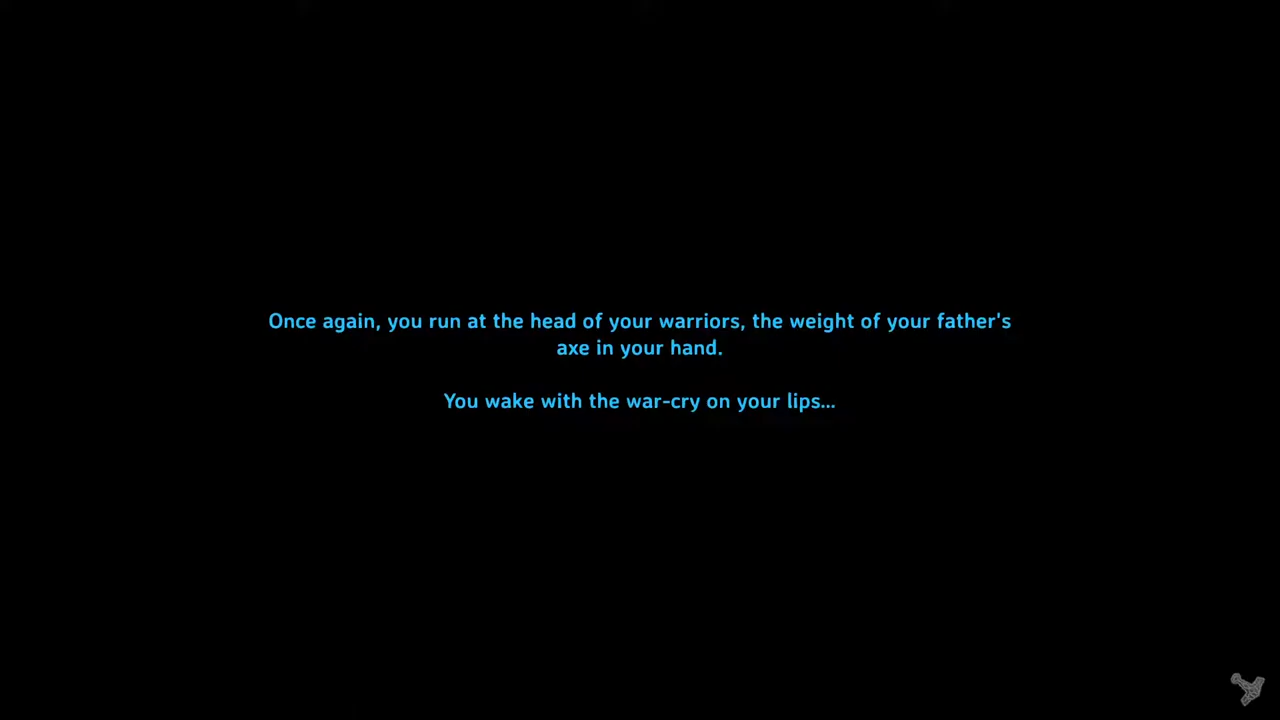 Once again, you run at the head of your warriors, the weight of your father's
axe in your hand.
You wake with the war-cry on your lips...